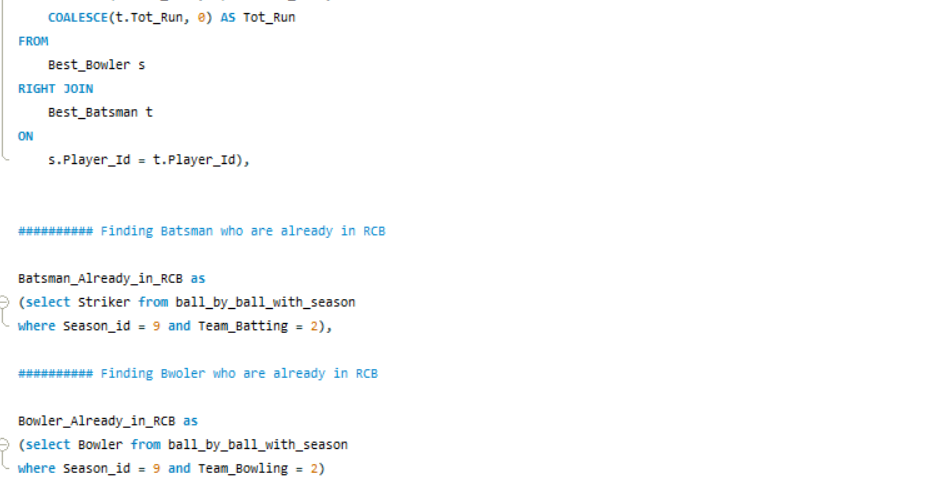 COALESCE(t.Tot_Run, 0) AS Tot_Run
FROM
Best_Bowler s
RIGHT JOIN
Best_Batsman t
ON
s.Player_Id = t.Player_Id),
########## Finding Batsman who are already in RCB
Batsman_Already_in_RCB as
(select Striker from ball_by_ball_with_season
where Season_id = 9 and Team_Batting = 2),
########## Finding Bwoler who are already in RCB
Bowler_Already_in_RCB as
(select Bowler from ball_by_ball_with_season
where Season_id = 9 and Team_Bowling = 2)